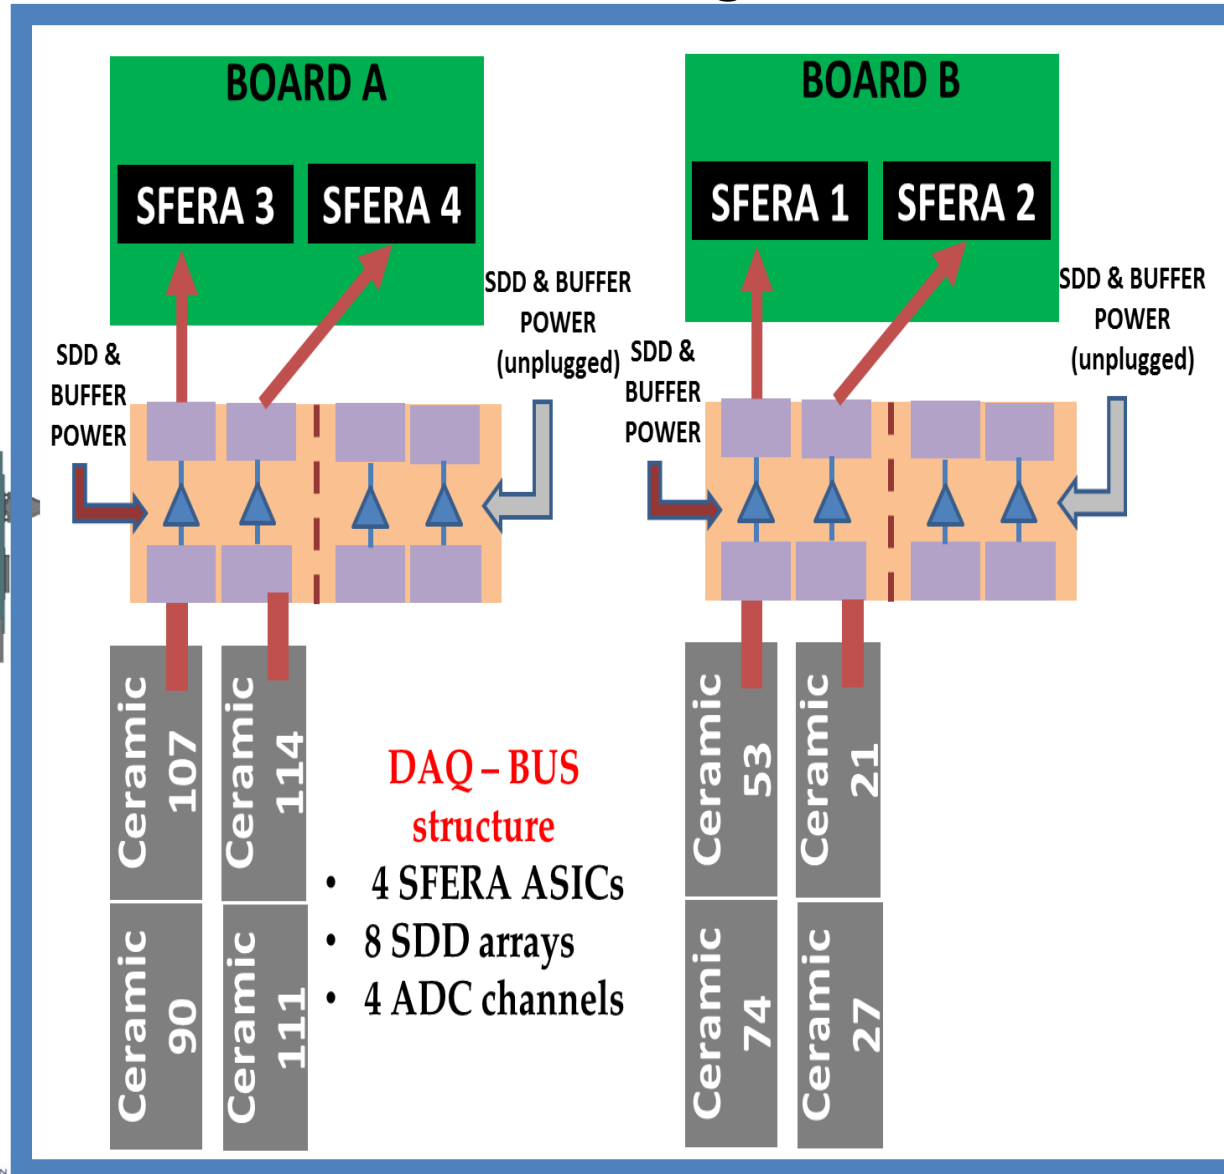 BOARD A
SFERA 3
SFERA 4
SDD & BUFFER
POWER
(unplugged)
SDD &
BUFFER
POWER
BOARD B
SFERA 1
SFERA 2
SDD & BUFFER
POWER
(unplugged)
SDD &
BUFFER
POWER
Ceramic
107
Ceramic
114
Ceramic
90
Ceramic
111
DAQ – BUS
structure
• 4 SFERA ASICs
• 8 SDD arrays
• 4 ADC channels
Ceramic
53
Ceramic
21
Ceramic
74
Ceramic
27